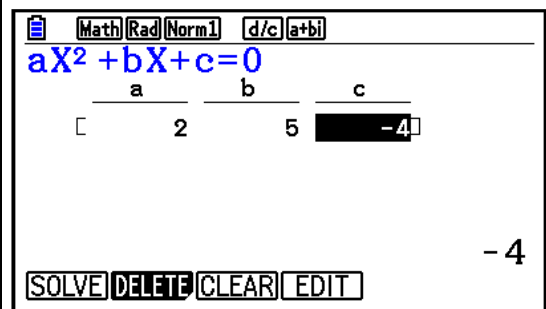 Math Rad Norm1 d/c a+bi
aX² +bX+c=0
a b c
2 5 -4
-4
SOLVE DELETE CLEAR EDIT